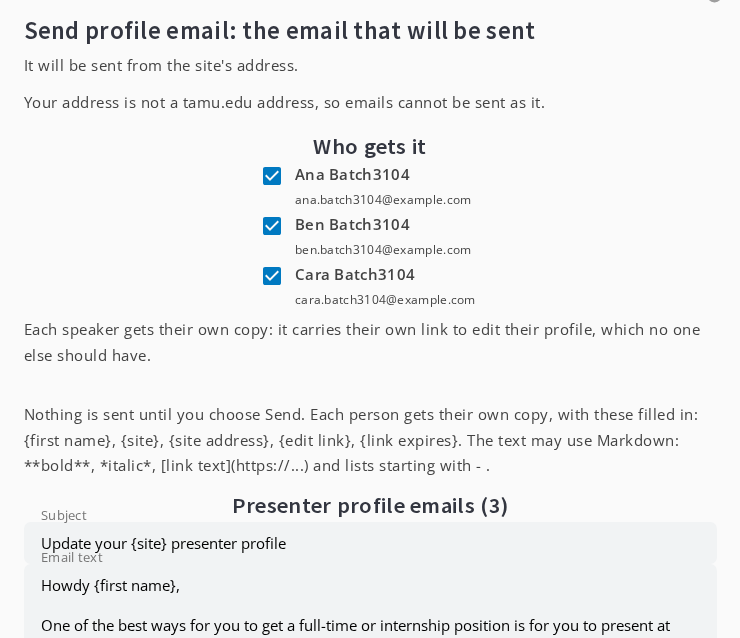 Send profile email: the email that will be sent
It will be sent from the site's address.
Your address is not a tamu.edu address, so emails cannot be sent as it.
Who gets it
Ana Batch3104
ana.batch3104@example.com
Ben Batch3104
ben.batch3104@example.com
Cara Batch3104
cara.batch3104@example.com
Each speaker gets their own copy: it carries their own link to edit their profile, which no one
else should have.
Nothing is sent until you choose Send. Each person gets their own copy, with these filled in:
{first name}, {site}, {site address}, {edit link}, {link expires}. The text may use Markdown:
**bold**, *italic*, [link text](https://...) and lists starting with - .
Presenter profile emails (3)
Subject
Update your {site} presenter profile
Email text
Howdy {first name},
One of the best ways for you to get a full-time or internship position is for you to present at